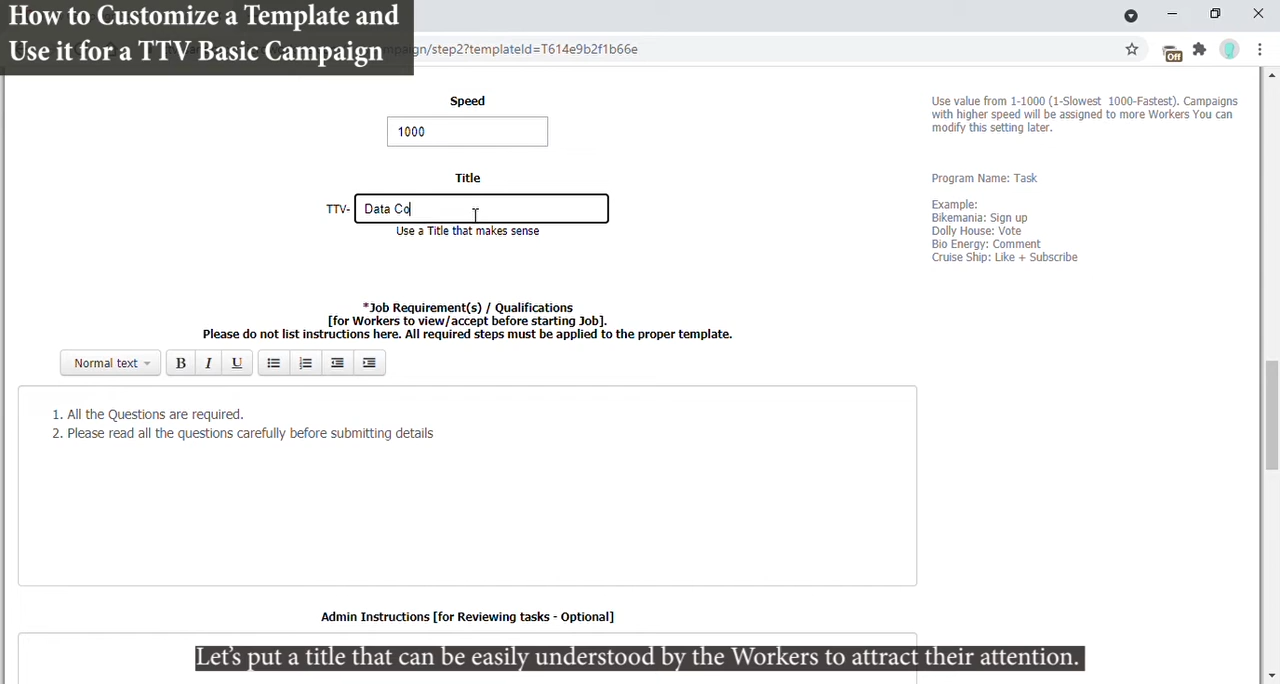 How to Customize a Template and
Use it for a TTV Basic Campaign
paign/step2?templateId=T614e9b2f1b66e
Off
Speed
1000
Use value from 1-1000 (1-Slowest 1000-Fastest). Campaigns
with higher speed will be assigned to more Workers You can
modify this setting later.
Title
TTV-
Data Co
Use a Title that makes sense
Program Name: Task
Example:
Bikemania: Sign up
Dolly House: Vote
Bio Energy: Comment
Cruise Ship: Like + Subscribe
*Job Requirement(s) / Qualifications
[for Workers to view/accept before starting Job].
Please do not list instructions here. All required steps must be applied to the proper template.
Normal text
B I U
1. All the Questions are required.
2. Please read all the questions carefully before submitting details
Admin Instructions [for Reviewing tasks - Optional]
Let's put a title that can be easily understood by the Workers to attract their attention.